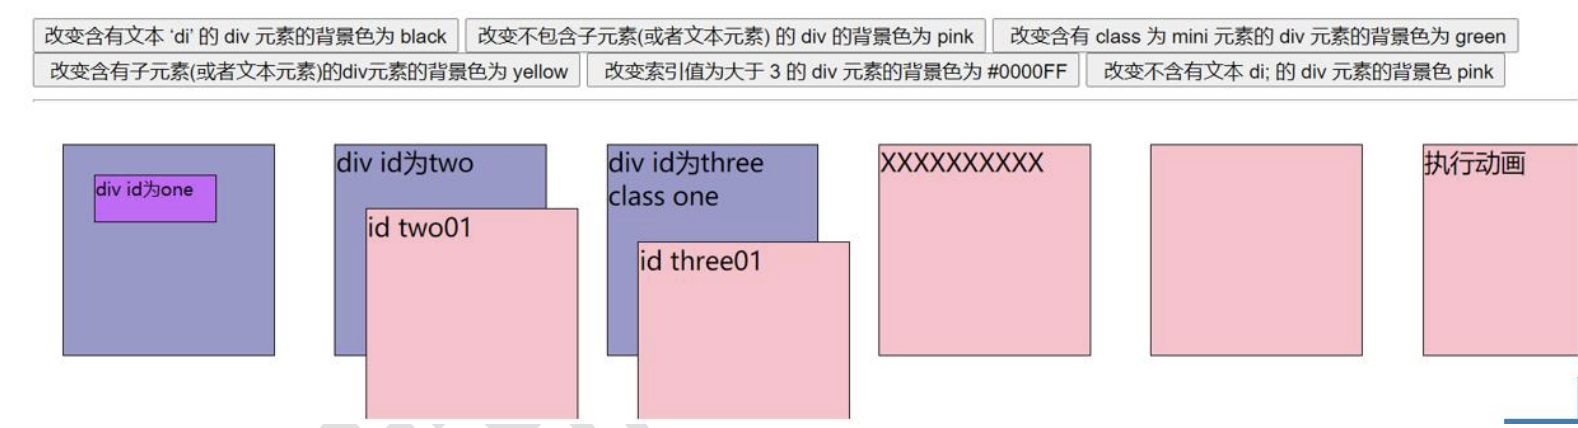 改变含有文本 ‘di’ 的 div 元素的背景色为 black
改变不包含子元素(或者文本元素) 的 div 的背景色为 pink
改变含有 class 为 mini 元素的 div 元素的背景色为 green
改变含有子元素(或者文本元素)的div元素的背景色为 yellow
改变索引值为大于 3 的 div 元素的背景色为 #0000FF
改变不含有文本 di; 的 div 元素的背景色 pink
div id为one
div id为two
id two01
div id为three
class one
id three01
XXXXXXXXXX
执行动画